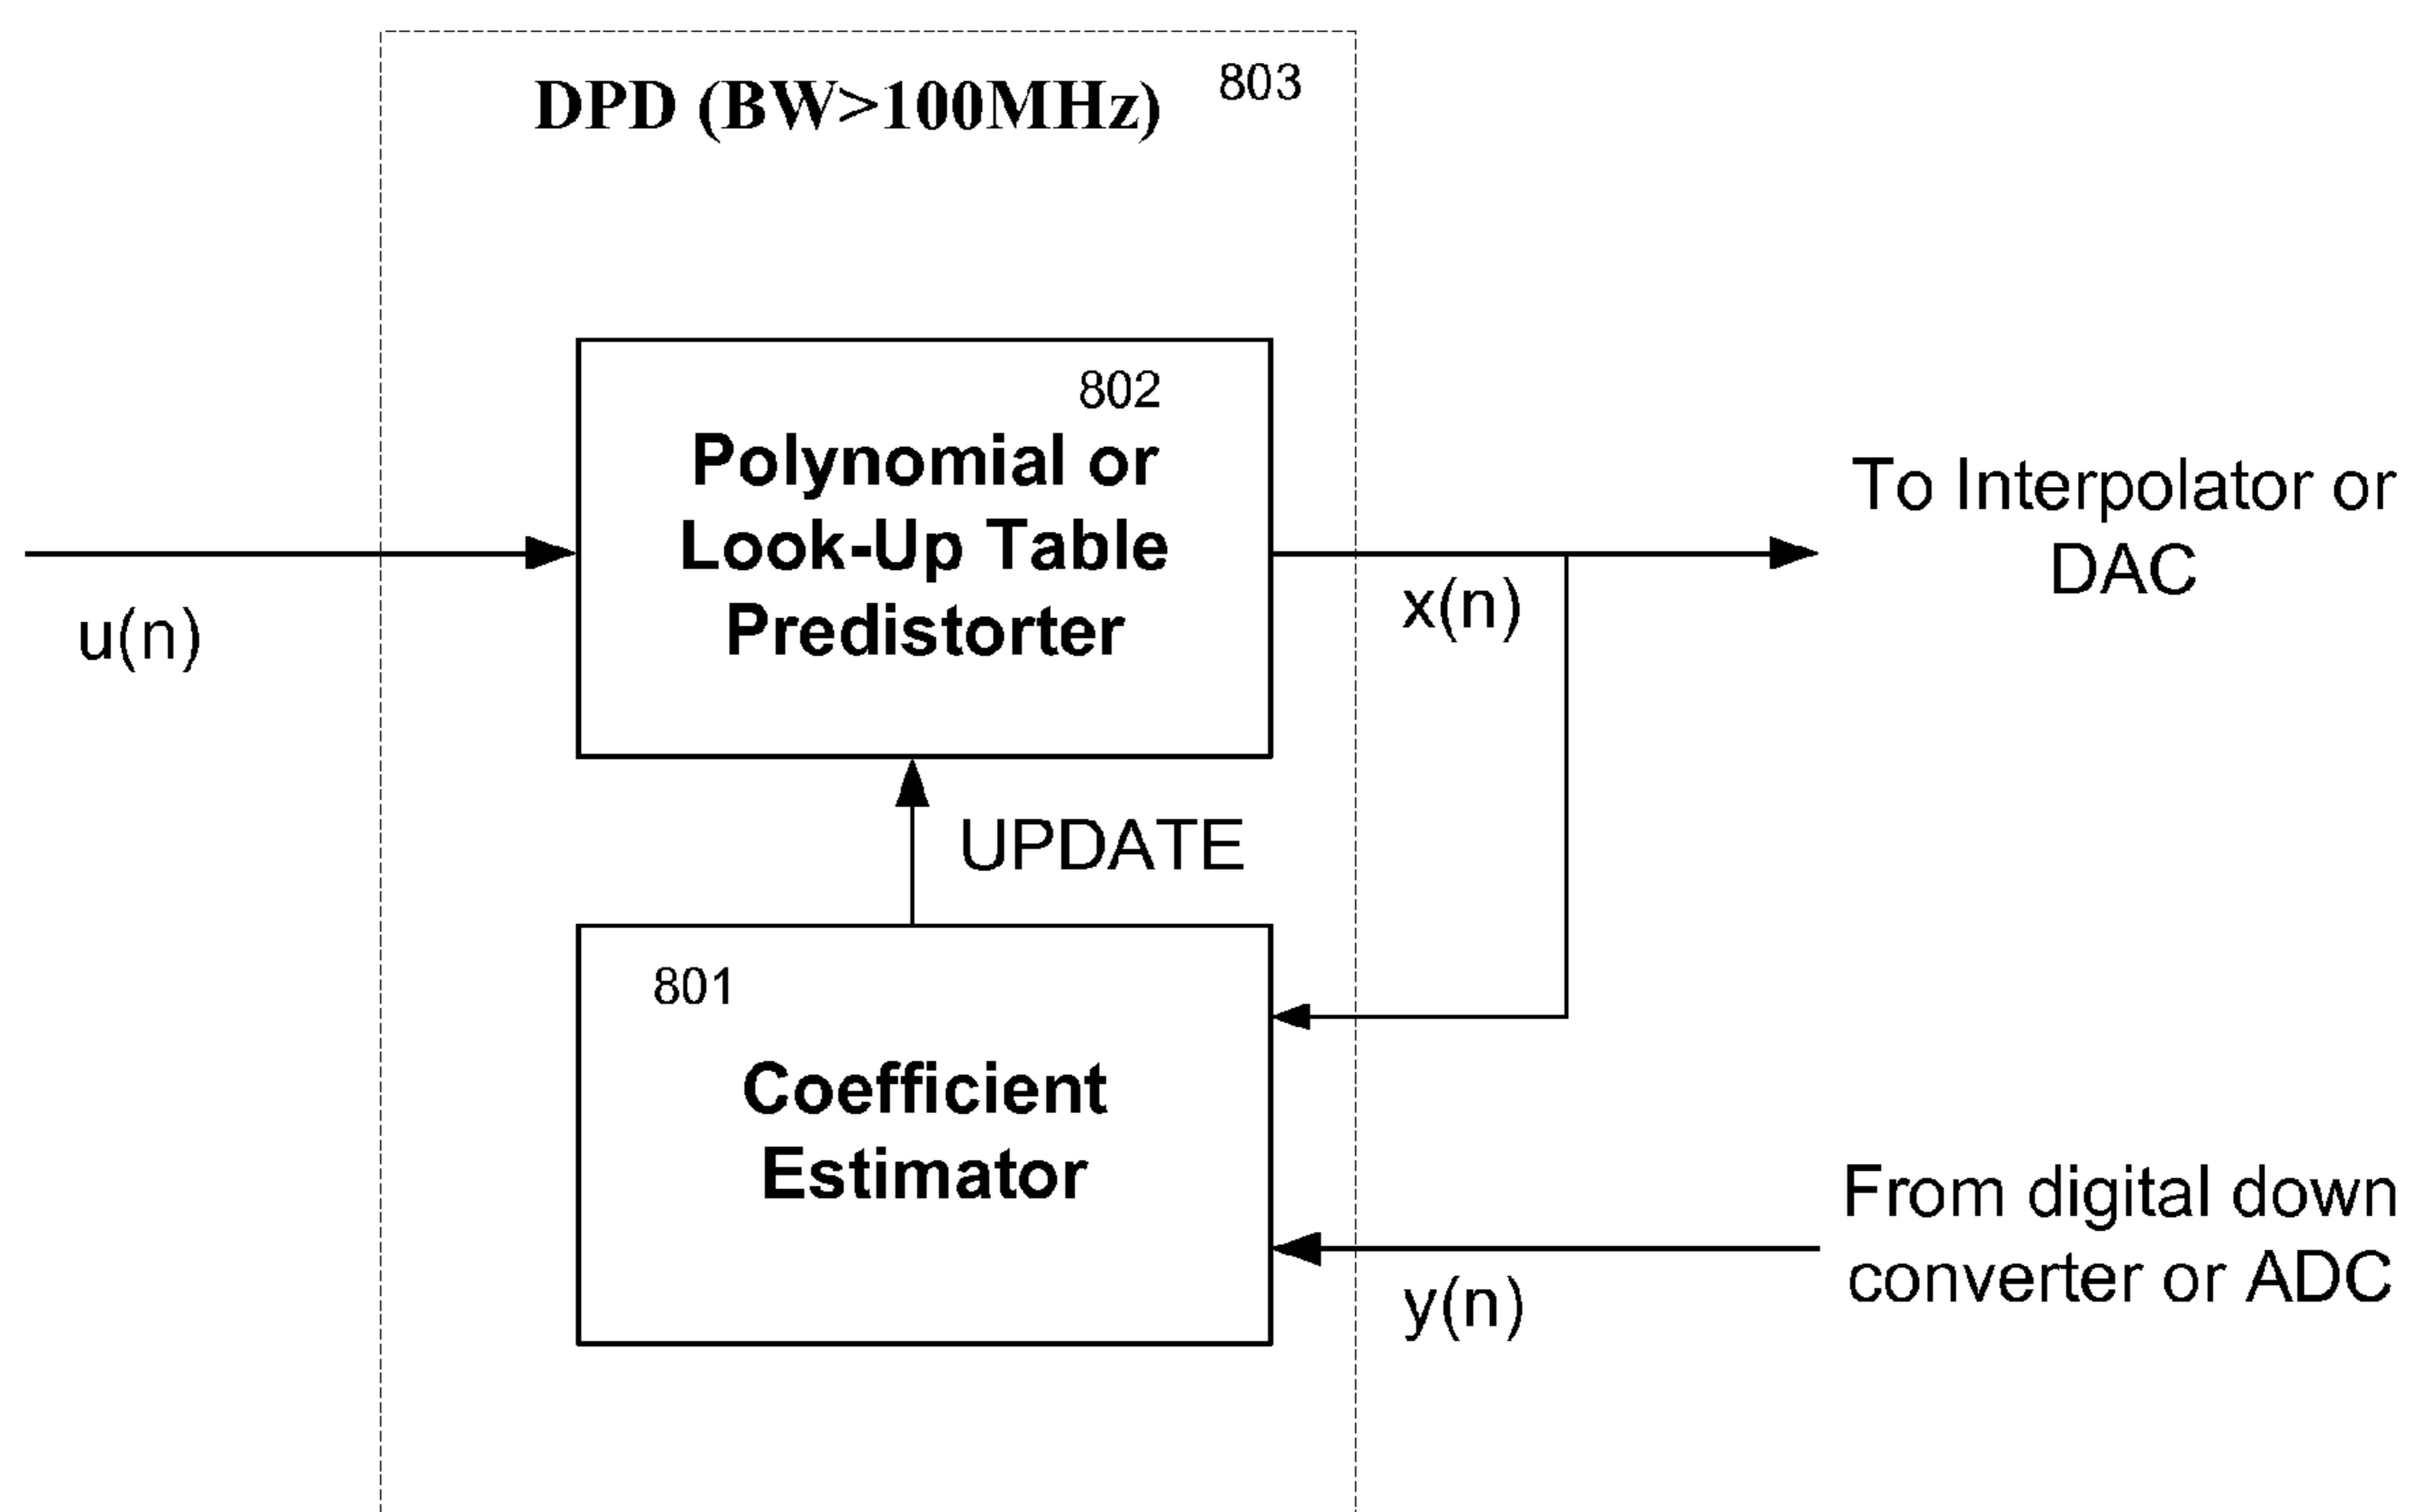 DPD (BW>100MHz)
803
802
Polynomial or
Look-Up Table
Predistorter
u(n)
x(n)
To Interpolator or
DAC
UPDATE
801
Coefficient
Estimator
From digital down
converter or ADC
y(n)